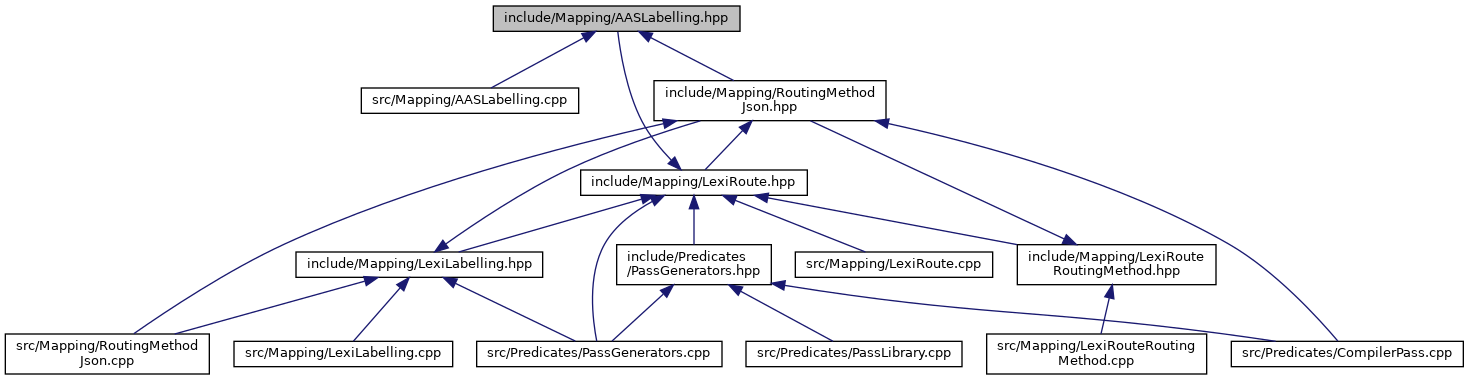 include/Mapping/AASLabelling.hpp
src/Mapping/AASLabelling.cpp
include/Mapping/RoutingMethod
Json.hpp
include/Mapping/LexiRoute.hpp
include/Mapping/LexiLabelling.hpp
include/Predicates
/PassGenerators.hpp
src/Mapping/LexiRoute.cpp
include/Mapping/LexiRoute
RoutingMethod.hpp
src/Mapping/RoutingMethod
Json.cpp
src/Mapping/LexiLabelling.cpp
src/Predicates/PassGenerators.cpp
src/Predicates/PassLibrary.cpp
src/Mapping/LexiRouteRouting
Method.cpp
src/Predicates/CompilerPass.cpp